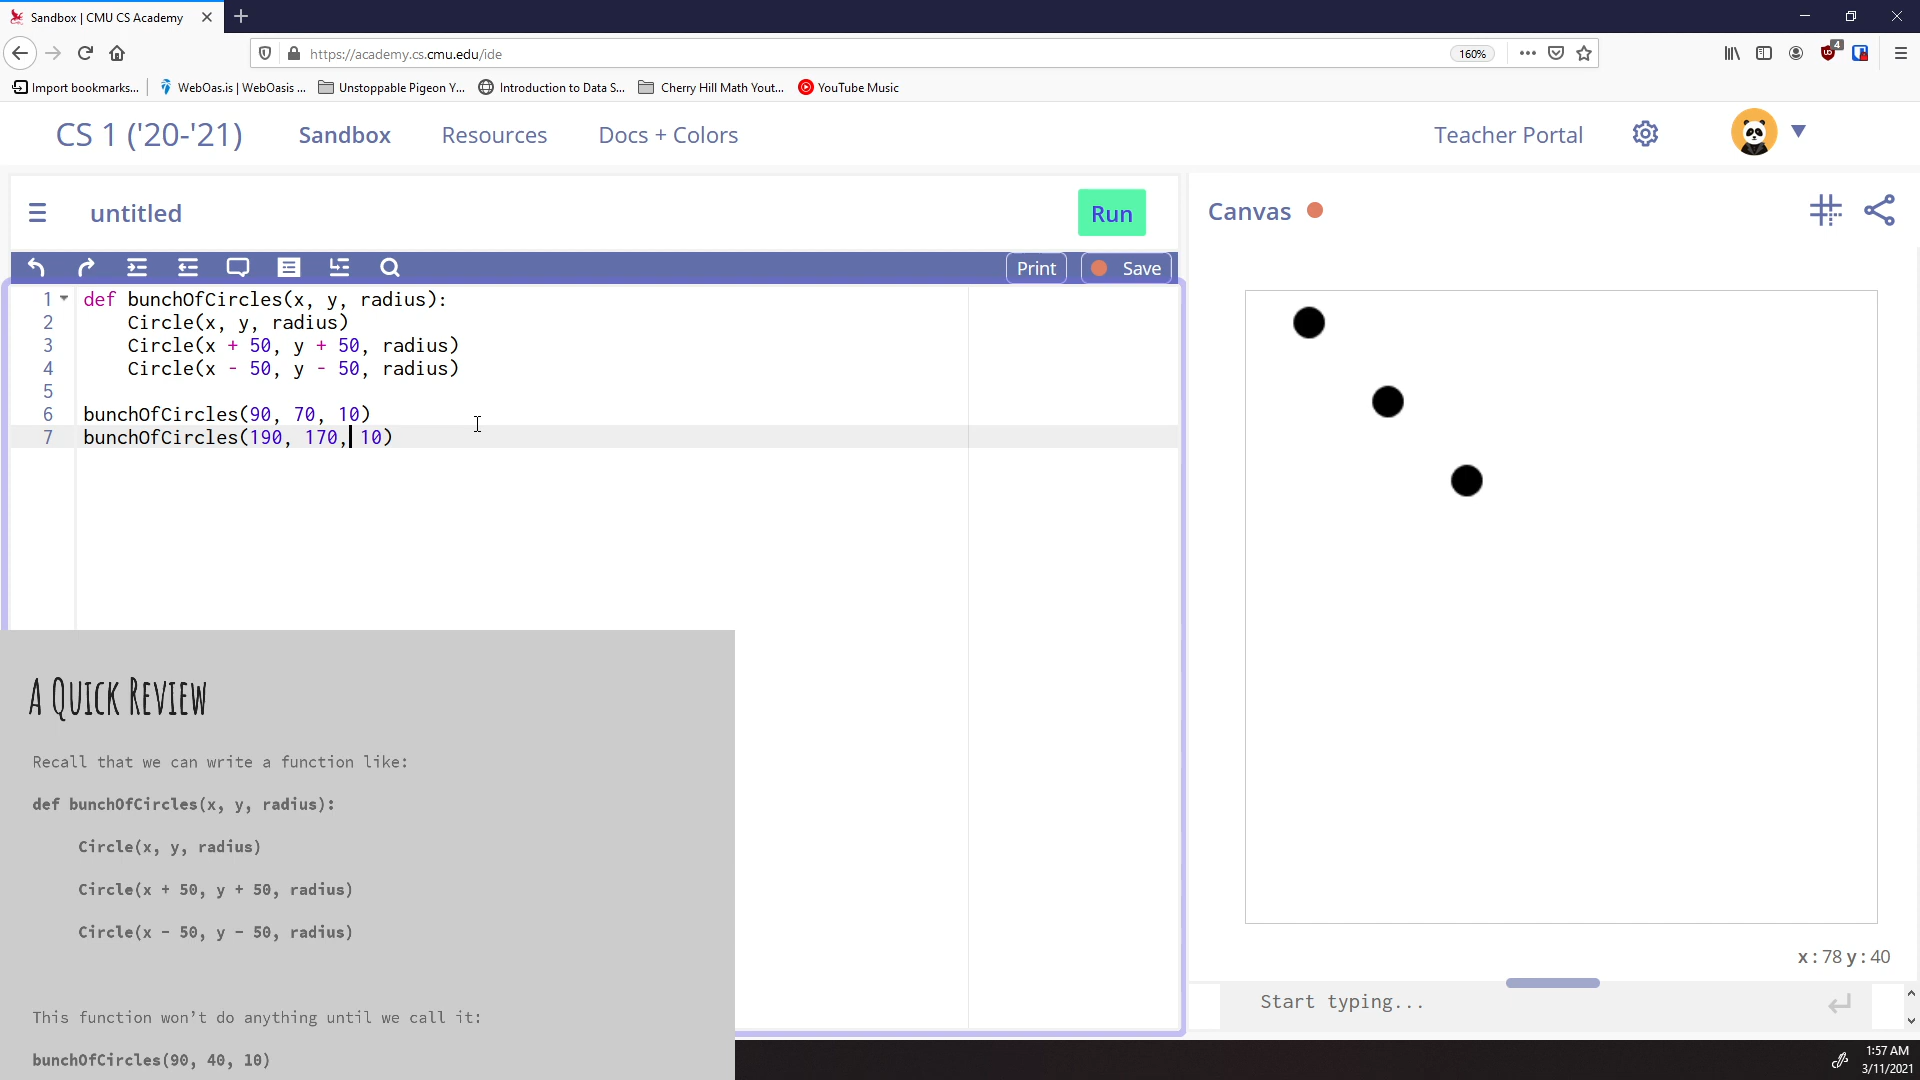 Sandbox | CMU CS Academy
https://academy.cs.cmu.edu/ide
160%
4
Import bookmarks...
WebOas.is | WebOasis ...
Unstoppable Pigeon Y...
Introduction to Data S...
Cherry Hill Math Yout...
YouTube Music
CS 1 ('20-'21)
Sandbox
Resources
Docs + Colors
Teacher Portal
untitled
Run
Canvas
Print
Save
1 def bunchOfCircles(x, y, radius):
2 Circle(x, y, radius)
3 Circle(x + 50, y + 50, radius)
4 Circle(x - 50, y - 50, radius)
5
6 bunchOfCircles(90, 70, 10)
7 bunchOfCircles(190, 170, 10)
A Quick Review
Recall that we can write a function like:
def bunchOfCircles(x, y, radius):
Circle(x, y, radius)
Circle(x + 50, y + 50, radius)
Circle(x - 50, y - 50, radius)
This function won't do anything until we call it:
bunchOfCircles(90, 40, 10)
x:78 y:40
Start typing...
1:57 AM
3/11/2021